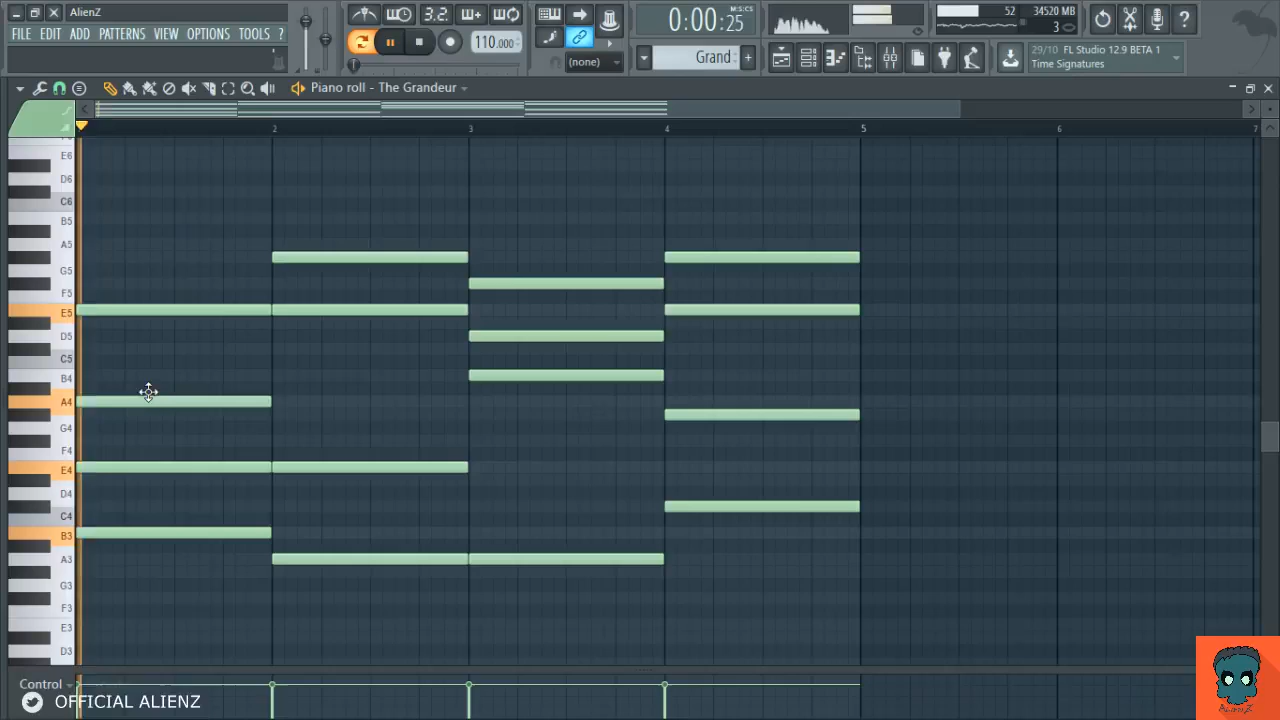 AlienZ
FILE EDIT ADD PATTERNS VIEW OPTIONS TOOLS ?
3.2.
110.000
(none)
0:00:25
M:S:CS
Grand
52
34520 MB
3
29/10 FL Studio 12.9 BETA 1
Time Signatures
Piano roll - The Grandeur
2 3 4 5 6 7
E6
D6
C6
B5
A5
G5
F5
E5
D5
C5
B4
A4
G4
F4
E4
D4
C4
B3
A3
G3
F3
E3
D3
Control
OFFICIAL ALIENZ
ALIENZ